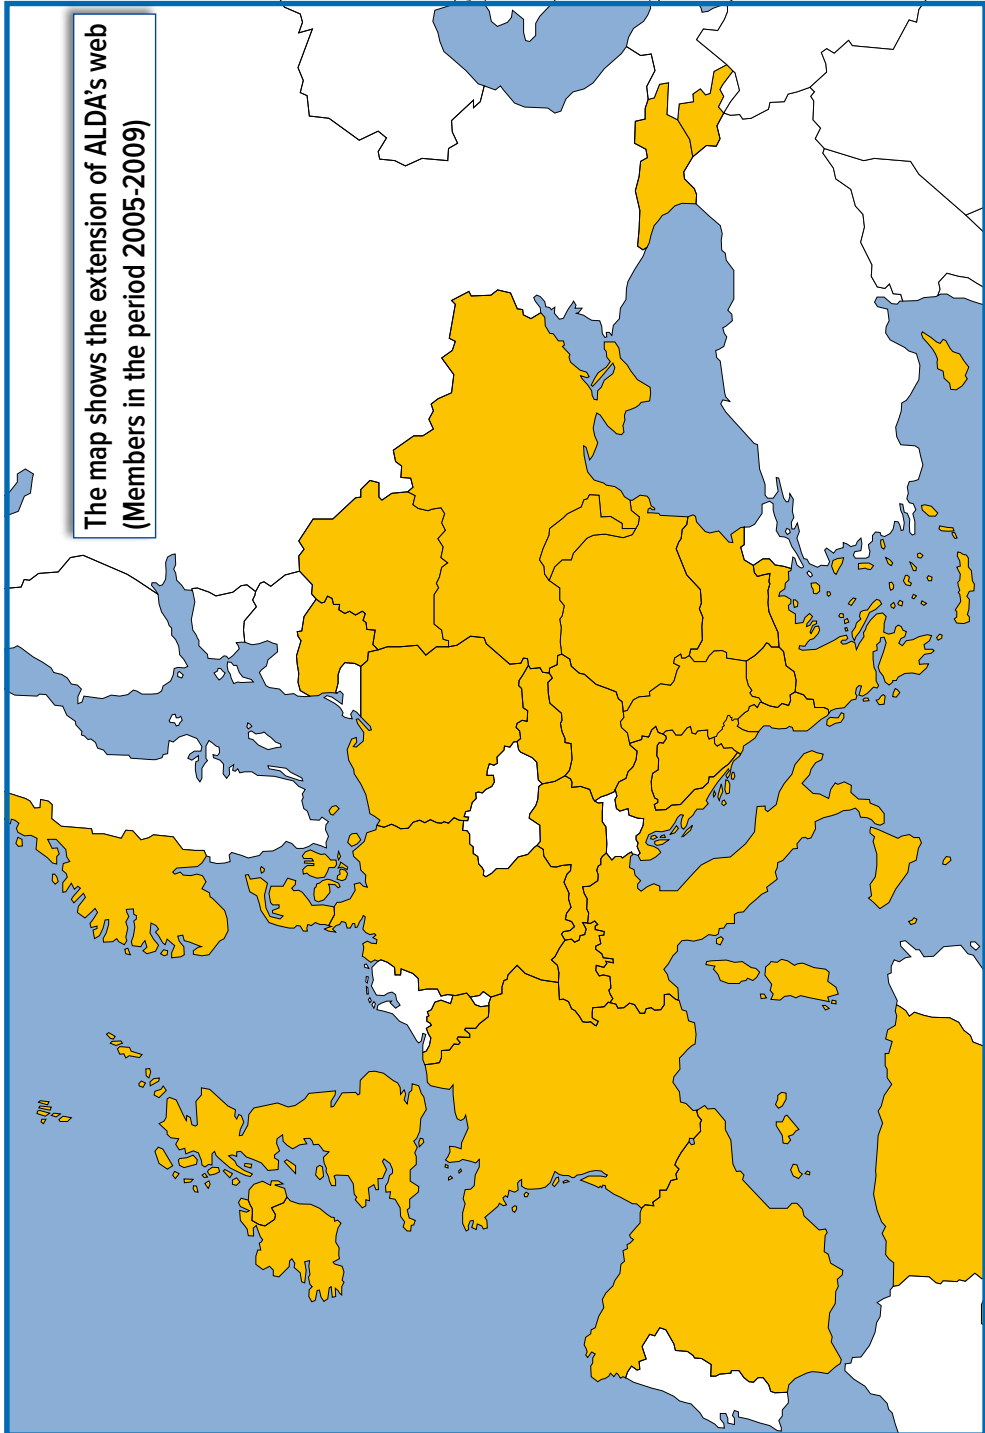 The map shows the extension of ALDA's web
(Members in the period 2005-2009)